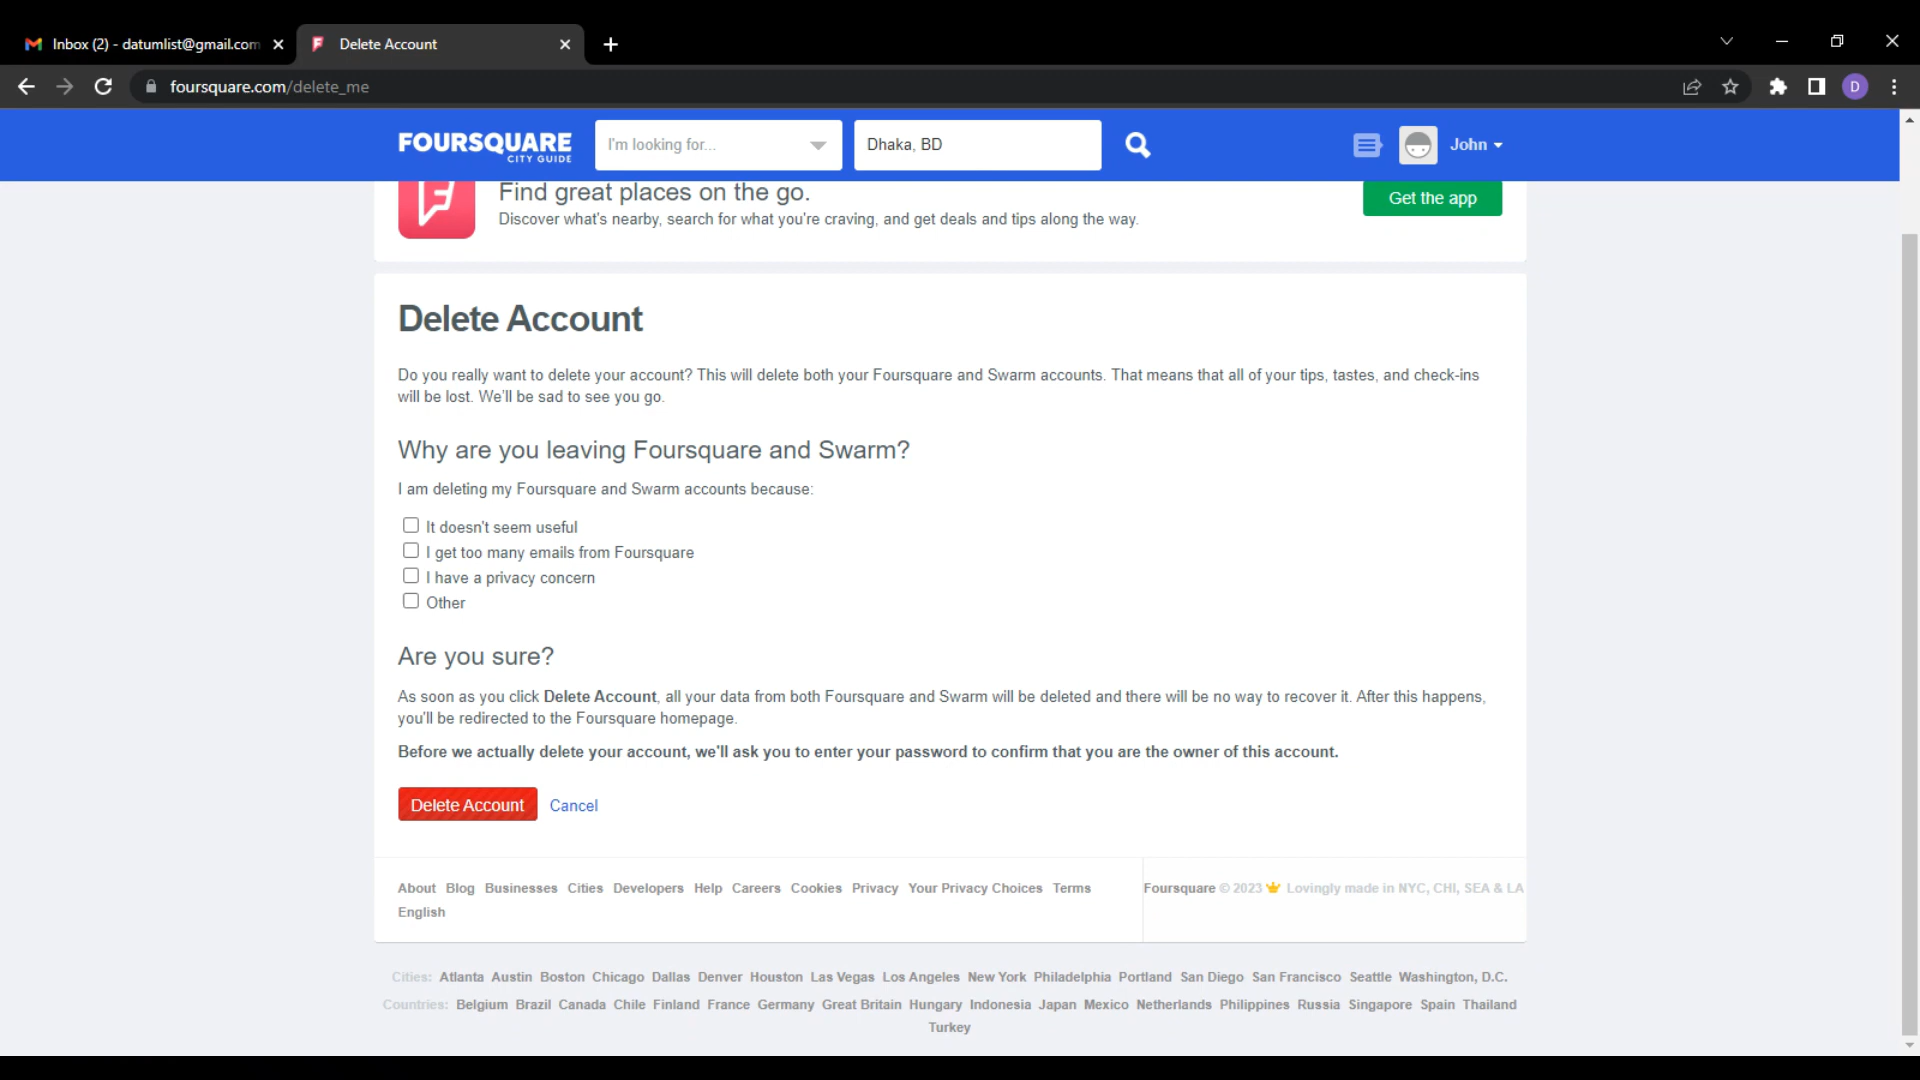 Inbox (2) - datumlist@gmail.com
Delete Account
foursquare.com/delete_me
D
FOURSQUARE
CITY GUIDE
I'm looking for...
Dhaka, BD
John
Find great places on the go.
Discover what's nearby, search for what you're craving, and get deals and tips along the way.
Get the app
Delete Account
Do you really want to delete your account? This will delete both your Foursquare and Swarm accounts. That means that all of your tips, tastes, and check-ins
will be lost. We'll be sad to see you go.
Why are you leaving Foursquare and Swarm?
I am deleting my Foursquare and Swarm accounts because:
It doesn't seem useful
I get too many emails from Foursquare
I have a privacy concern
Other
Are you sure?
As soon as you click Delete Account, all your data from both Foursquare and Swarm will be deleted and there will be no way to recover it. After this happens,
you'll be redirected to the Foursquare homepage.
Before we actually delete your account, we'll ask you to enter your password to confirm that you are the owner of this account.
Delete Account Cancel
About Blog Businesses Cities Developers Help Careers Cookies Privacy Your Privacy Choices Terms
English
Foursquare © 2023 Lovingly made in NYC, CHI, SEA & LA
Cities: Atlanta Austin Boston Chicago Dallas Denver Houston Las Vegas Los Angeles New York Philadelphia Portland San Diego San Francisco Seattle Washington, D.C.
Countries: Belgium Brazil Canada Chile Finland France Germany Great Britain Hungary Indonesia Japan Mexico Netherlands Philippines Russia Singapore Spain Thailand
Turkey